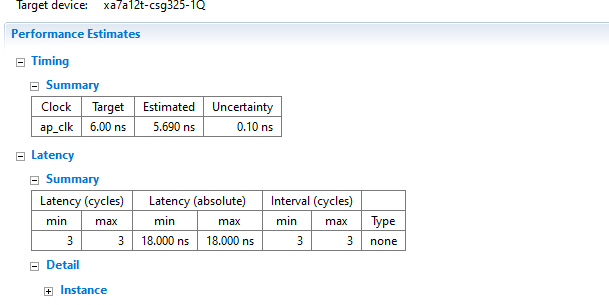 Target device: xa7a12t-csg325-1Q
Performance Estimates
Timing
Summary
Clock Target Estimated Uncertainty
ap_clk 6.00 ns 5.690 ns 0.10 ns
Latency
Summary
Latency (cycles) Latency (absolute) Interval (cycles)
min max min max min max Type
3 3 18.000 ns 18.000 ns 3 3 none
Detail
Instance